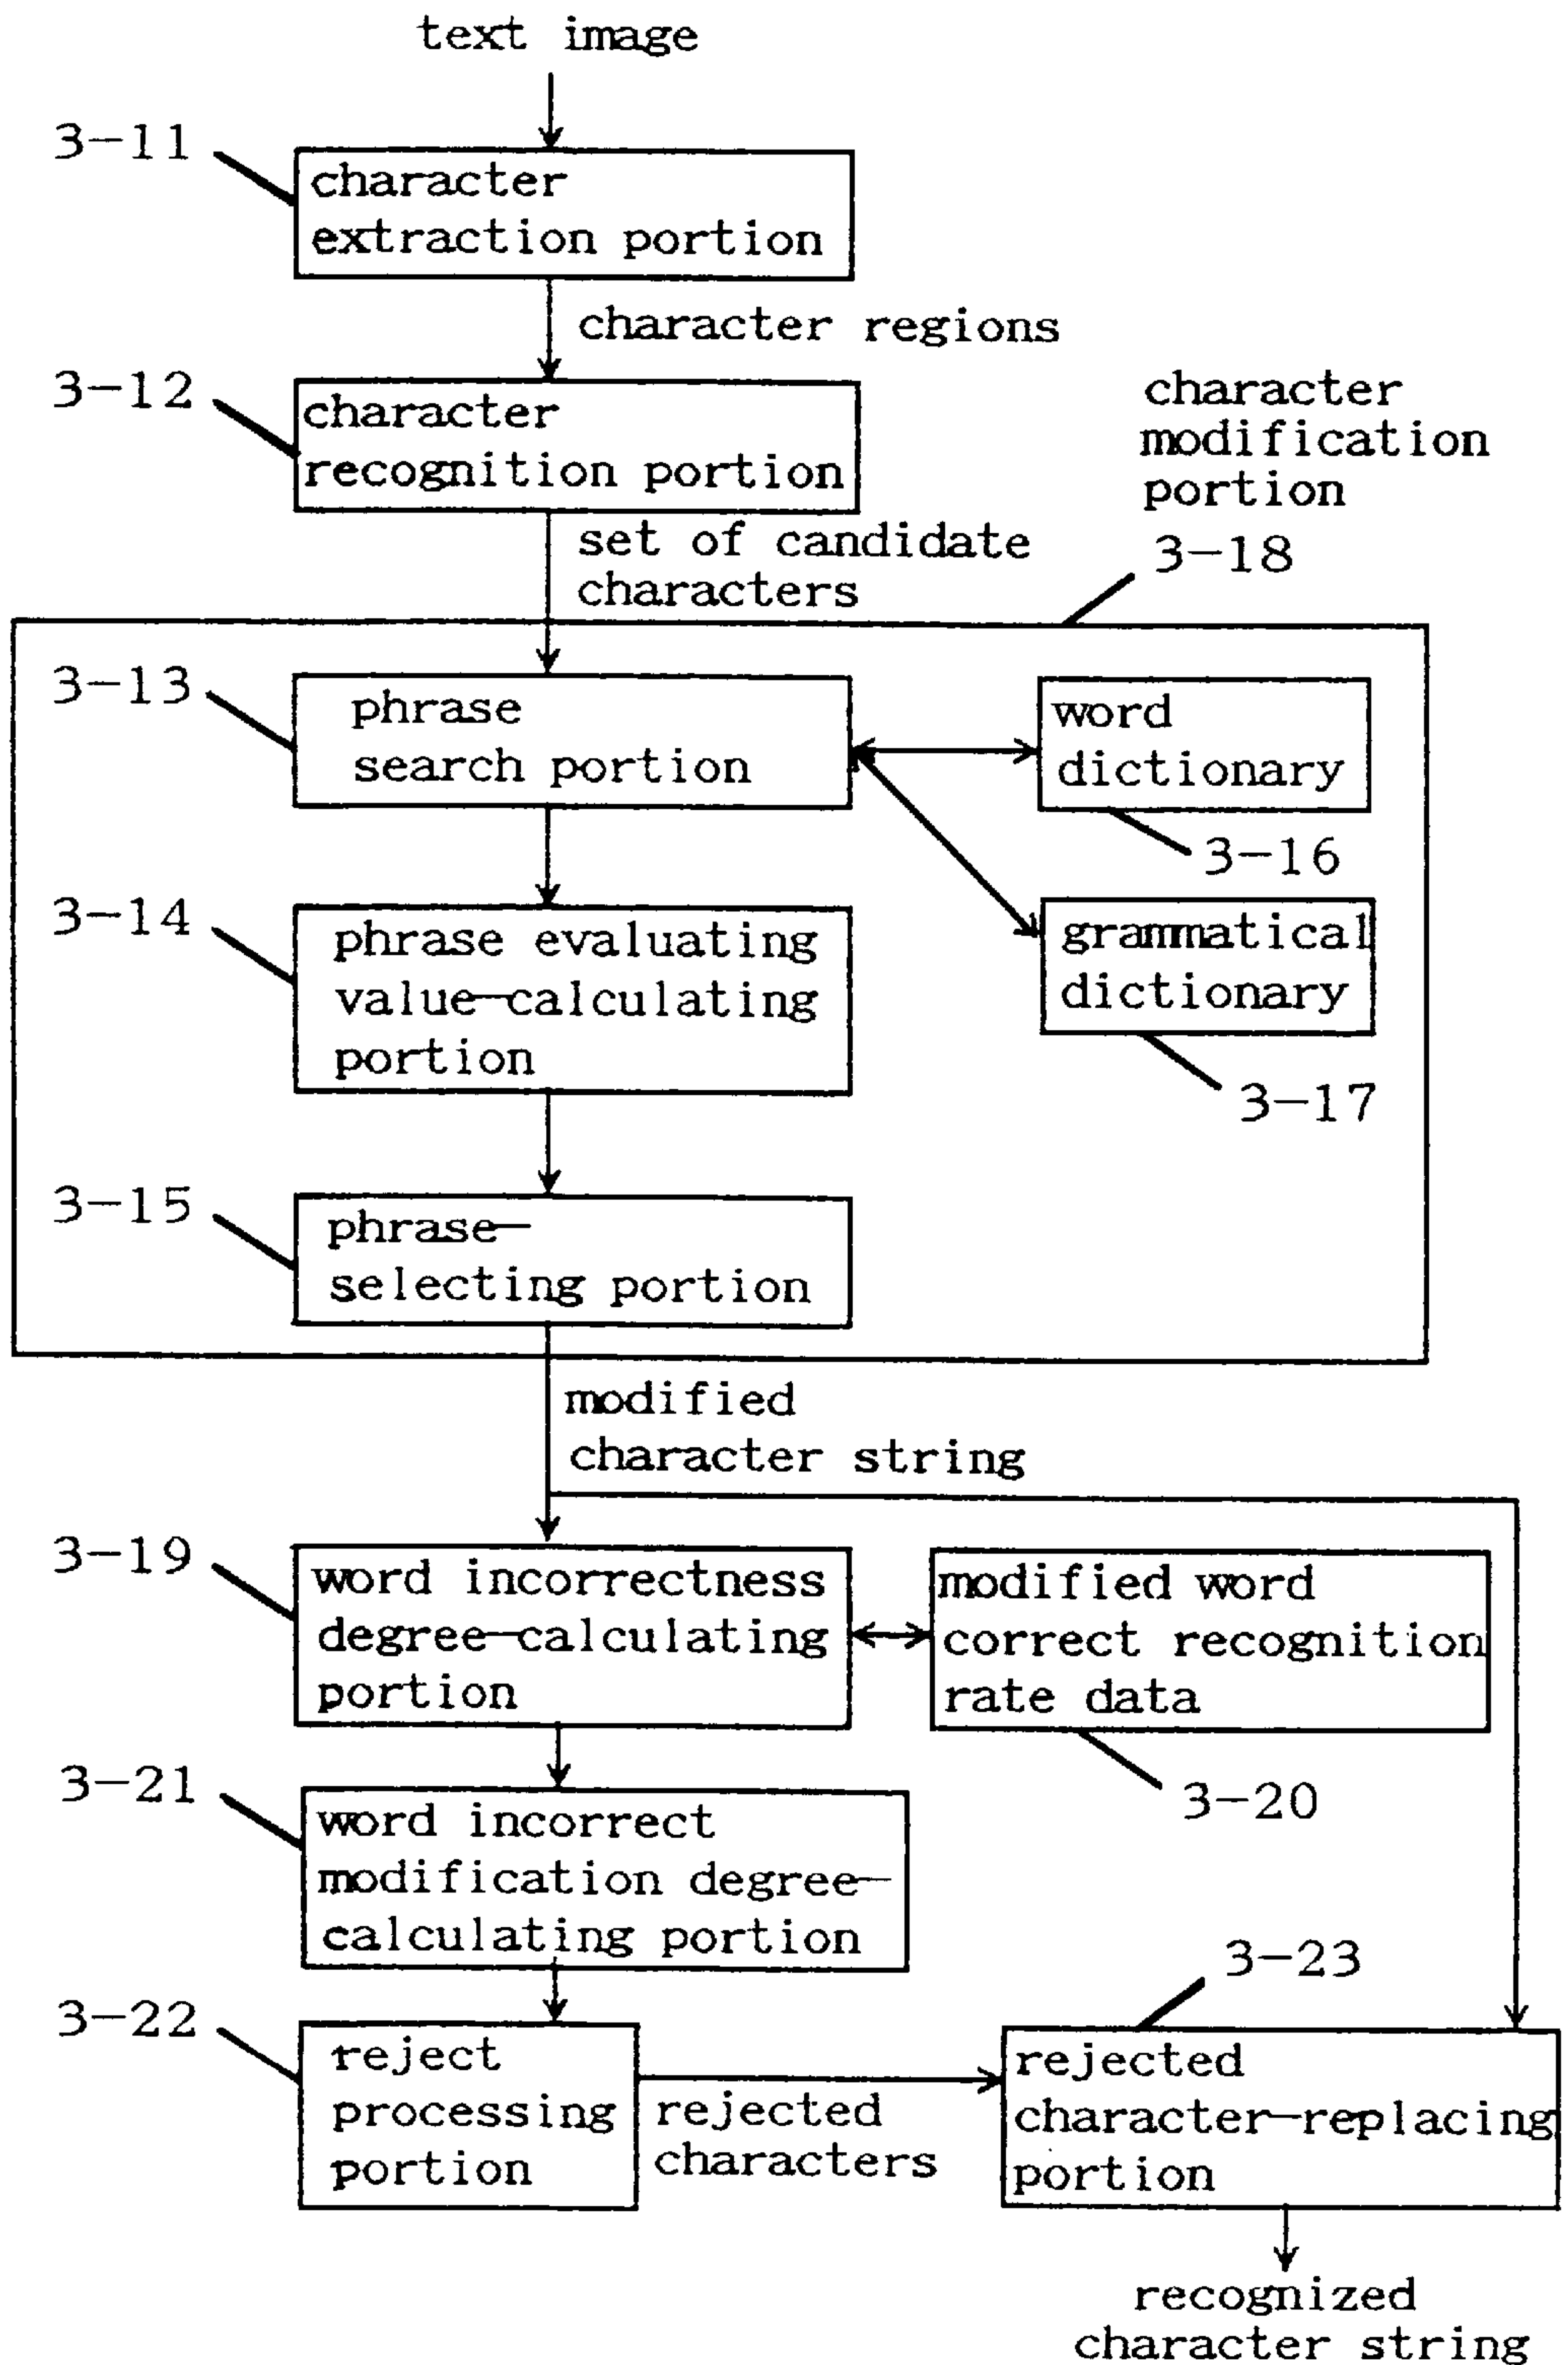 text image
3-11
character
extraction portion
character regions
3-12
character
recognition portion
character
modification
portion
3-18
set of candidate
characters
3-13
phrase
search portion
word
dictionary
3-16
3-14
phrase evaluating
value-calculating
portion
grammatical
dictionary
3-17
3-15
phrase-
selecting portion
modified
character string
3-19
word incorrectness
degree-calculating
portion
modified word
correct recognition
rate data
3-20
3-21
word incorrect
modification degree-
calculating portion
3-22
reject
processing
portion
rejected
characters
3-23
rejected
character-replacing
portion
recognized
character string